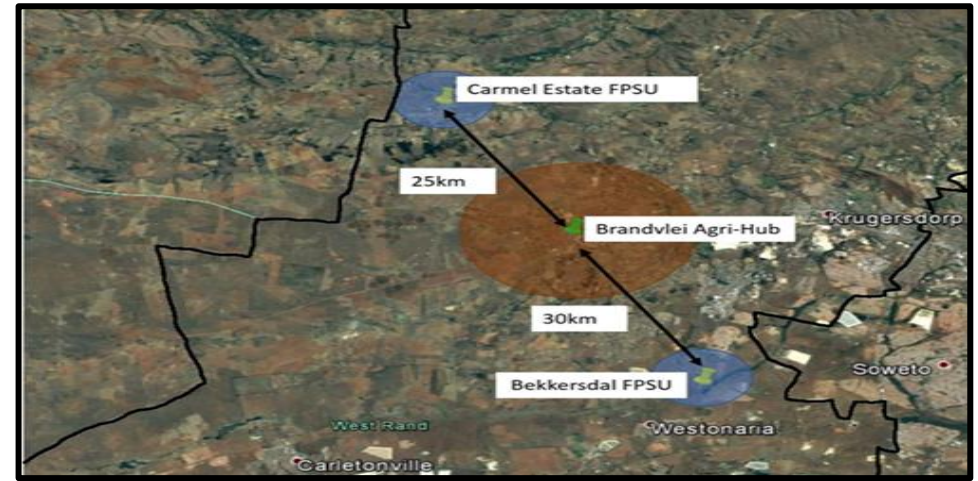 Carmel Estate FPSU
25km
Brandvlei Agri-Hub
Krugersdorp
30km
Soweto
Bekkersdal FPSU
West Rand
Westonaria
Carletonville